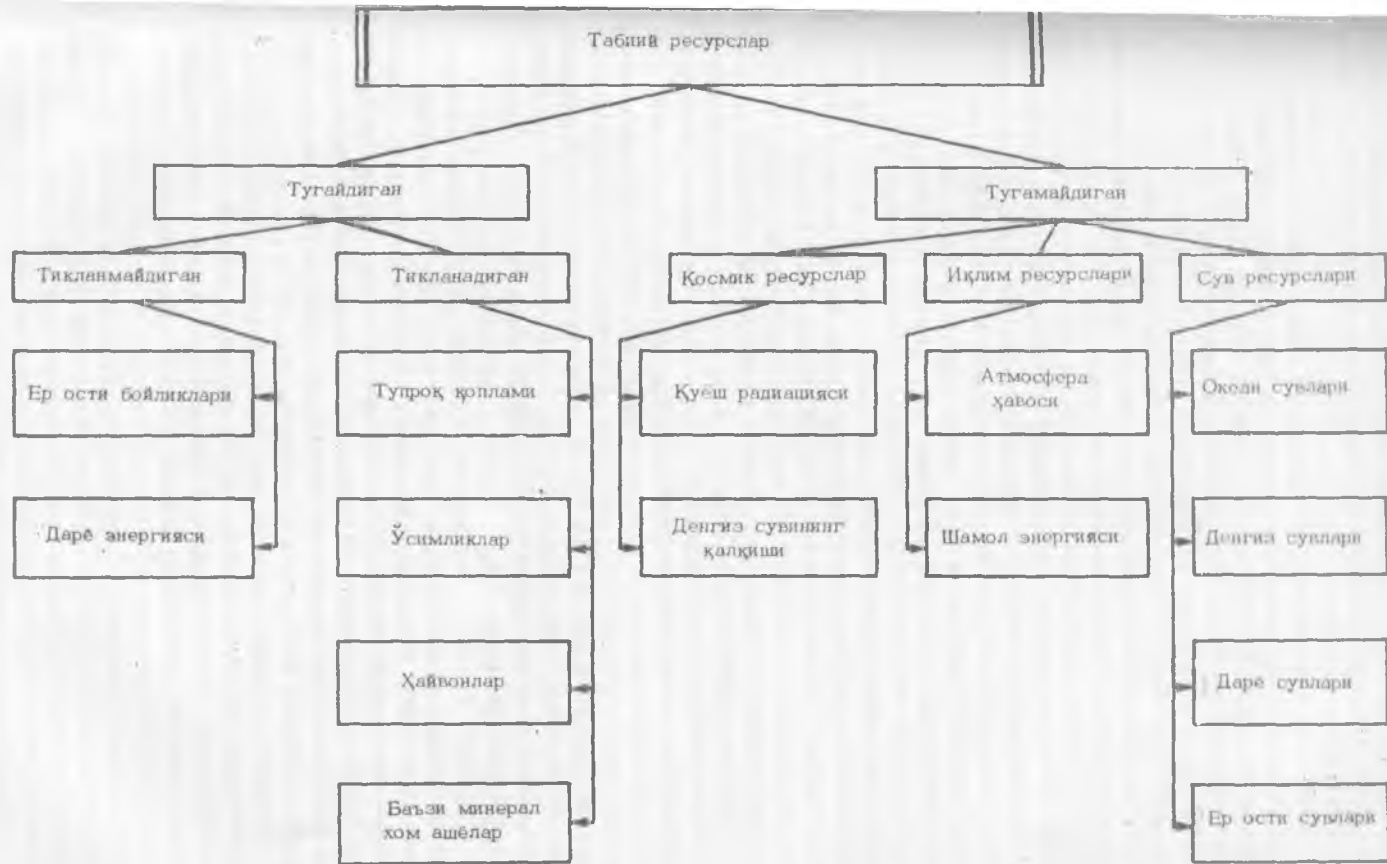 Табиий ресурслар
Тугайдиган
Тугамайдиган
Тикланмайдиган
Тикланадиган
Космик ресурслар
Иқлим ресурслари
Сув ресурслари
Ер ости бойликлари
Тупроқ қоплами
Қуёш радиацияси
Атмосфера
ҳавоси
Океан сувлари
Дарё энергияси
Ўсимликлар
Денгиз сувининг
қалқиши
Шамол энергияси
Денгиз сувлари
Ҳайвонлар
Дарё сувлари
Баъзи минерал
хом ашёлар
Ер ости сувлари